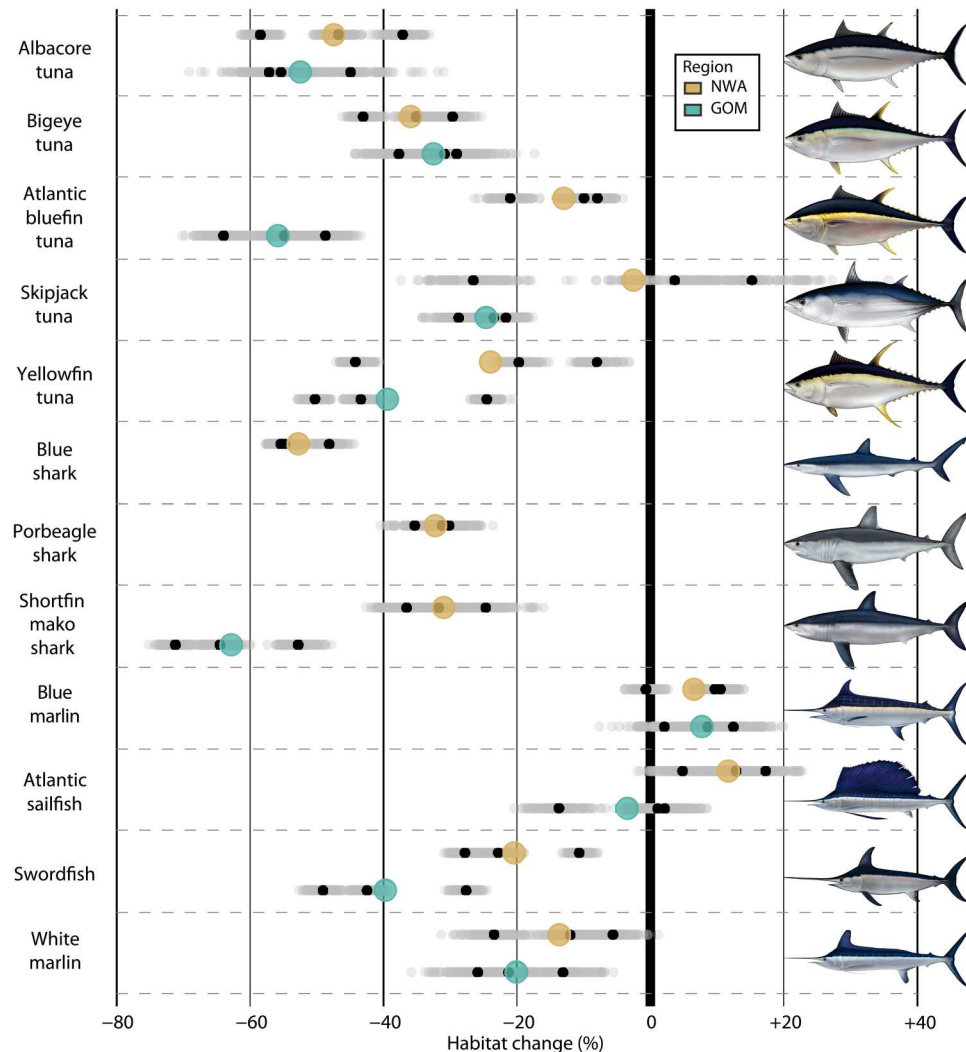 Albacore
tuna
Bigeye
tuna
Atlantic
bluefin
tuna
Skipjack
tuna
Yellowfin
tuna
Blue
shark
Porbeagle
shark
Shortfin
mako
shark
Blue
marlin
Atlantic
sailfish
Swordfish
White
marlin
Region
NWA
GOM
−80 −60 −40 −20 0 +20 +40
Habitat change (%)